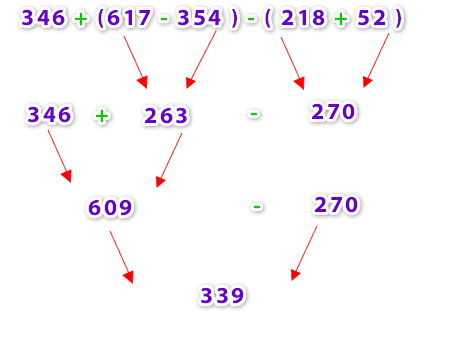 346 + (617 - 354 ) - ( 218 + 52 )
346 + 263 - 270
609 - 270
339